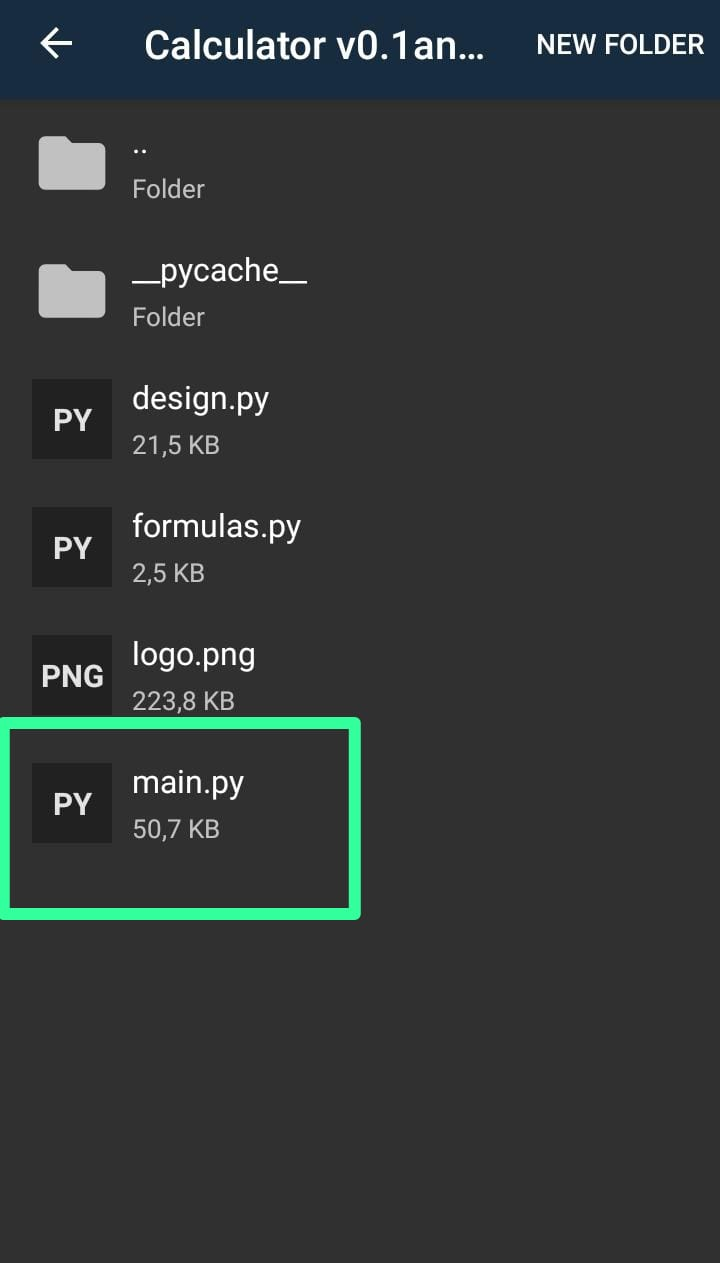 Calculator v0.1an...
NEW FOLDER
..
Folder
__pycache__
Folder
PY
design.py
21,5 KB
PY
formulas.py
2,5 KB
PNG
logo.png
223,8 KB
PY
main.py
50,7 KB